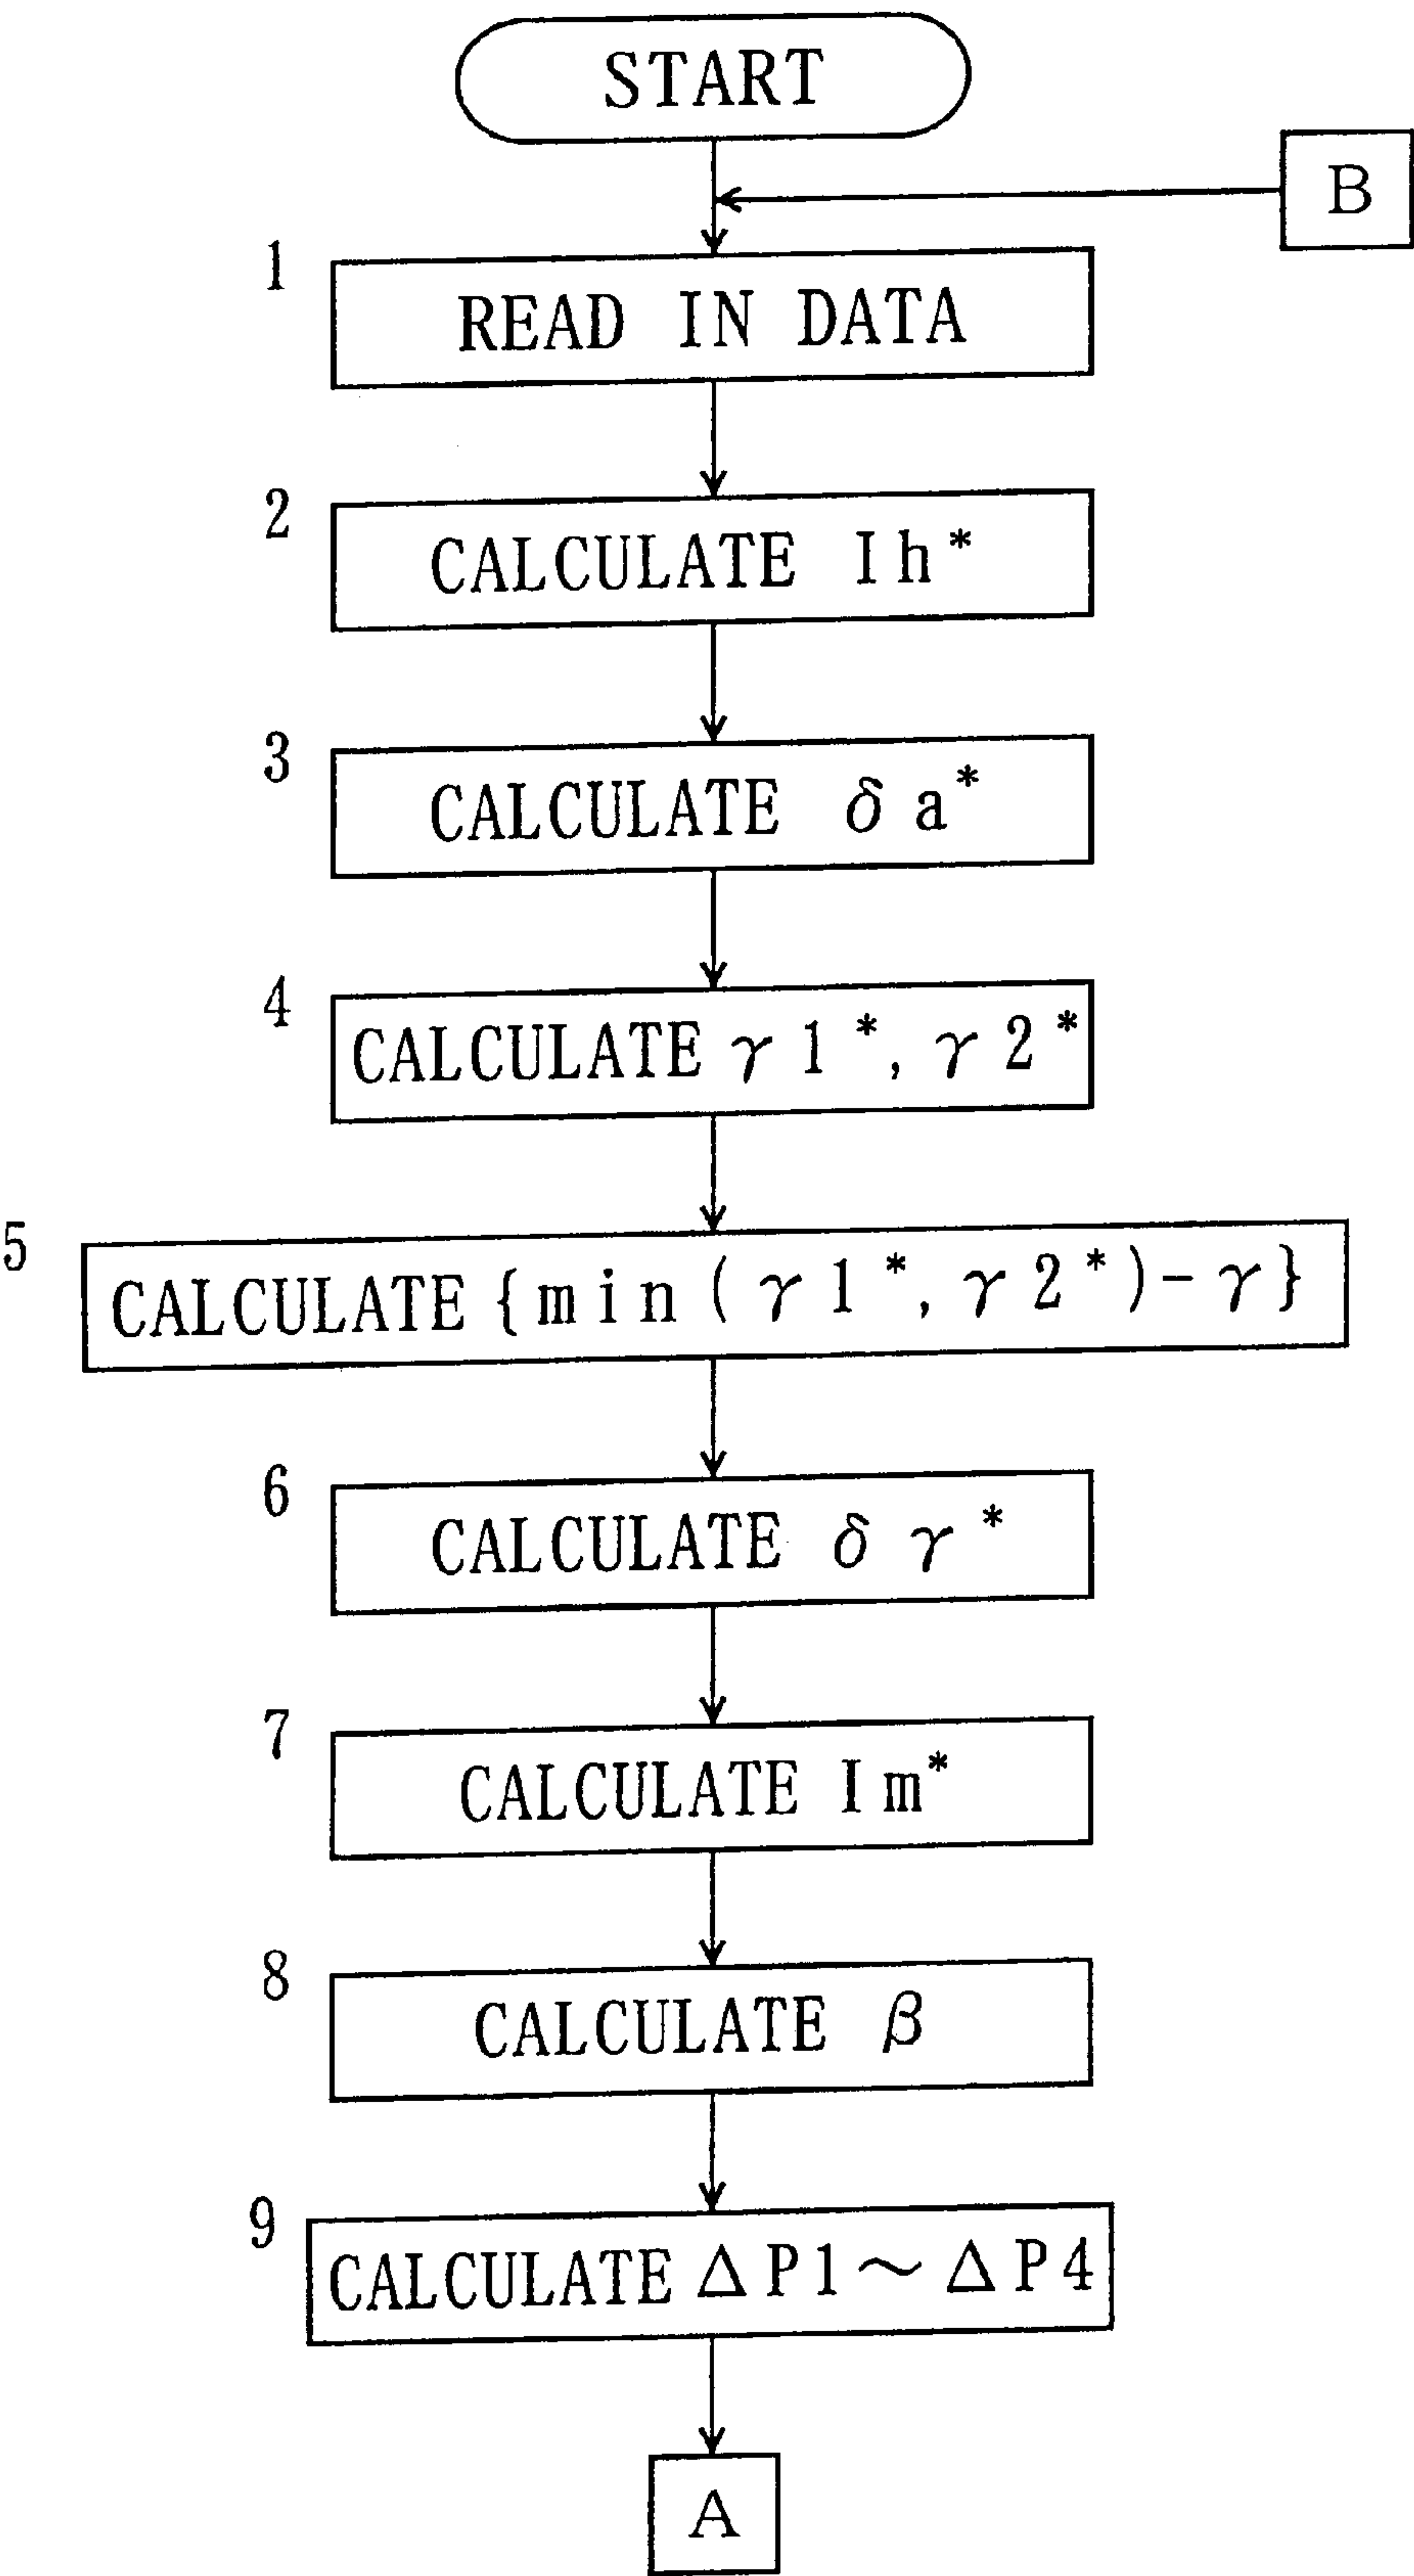 START
B
1
READ IN DATA
2
CALCULATE Ih*
3
CALCULATE δa*
4
CALCULATE γ1*, γ2*
5
CALCULATE {min(γ1*, γ2*)-γ}
6
CALCULATE δγ*
7
CALCULATE Im*
8
CALCULATE β
9
CALCULATE ΔP1～ΔP4
A